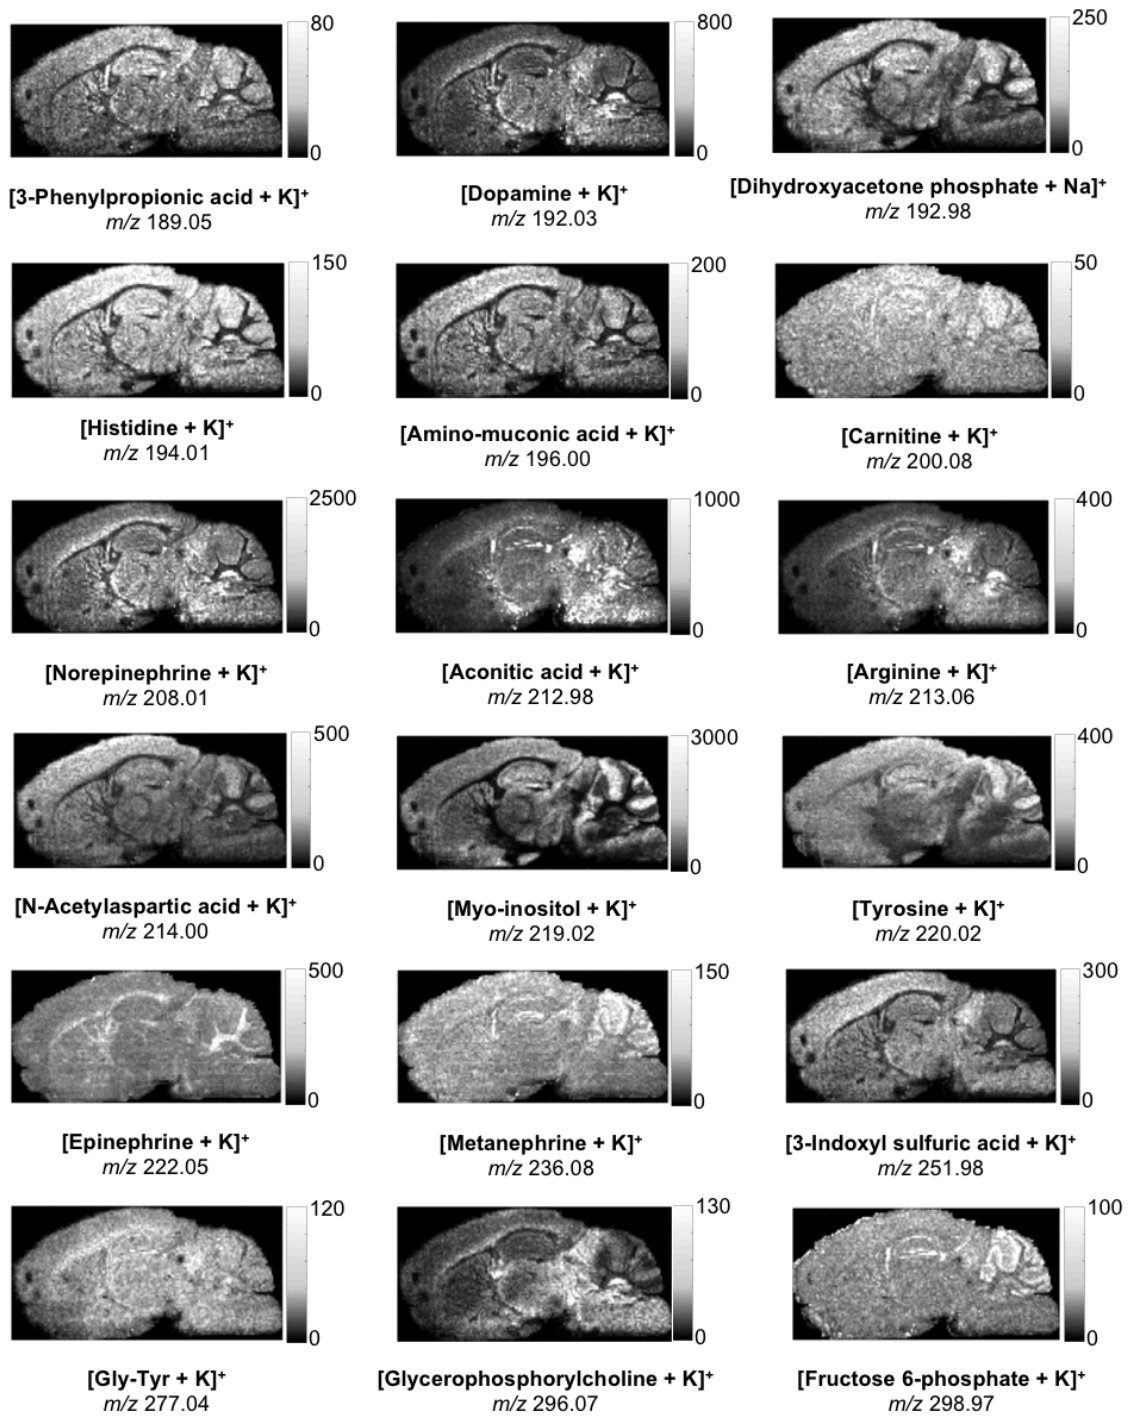 80
0
[3-Phenylpropionic acid + K]⁺
m/z 189.05
800
0
[Dopamine + K]⁺
m/z 192.03
250
0
[Dihydroxyacetone phosphate + Na]⁺
m/z 192.98
150
0
[Histidine + K]⁺
m/z 194.01
200
0
[Amino-muconic acid + K]⁺
m/z 196.00
50
0
[Carnitine + K]⁺
m/z 200.08
2500
0
[Norepinephrine + K]⁺
m/z 208.01
1000
0
[Aconitic acid + K]⁺
m/z 212.98
400
0
[Arginine + K]⁺
m/z 213.06
500
0
[N-Acetylaspartic acid + K]⁺
m/z 214.00
3000
0
[Myo-inositol + K]⁺
m/z 219.02
400
0
[Tyrosine + K]⁺
m/z 220.02
500
0
[Epinephrine + K]⁺
m/z 222.05
150
0
[Metanephrine + K]⁺
m/z 236.08
300
0
[3-Indoxyl sulfuric acid + K]⁺
m/z 251.98
120
0
[Gly-Tyr + K]⁺
m/z 277.04
130
0
[Glycerophosphorylcholine + K]⁺
m/z 296.07
100
0
[Fructose 6-phosphate + K]⁺
m/z 298.97